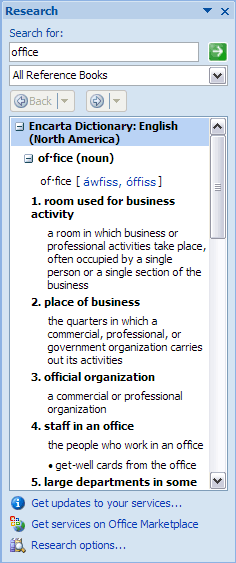 Research
Search for:
office
All Reference Books
Back
Encarta Dictionary: English
(North America)
of·fice (noun)
of·fice [ áwfiss, óffiss ]
1. room used for business
activity
a room in which business or
professional activities take place,
often occupied by a single
person or a single section of the
business
2. place of business
the quarters in which a
commercial, professional, or
government organization carries
out its activities
3. official organization
a commercial or professional
organization
4. staff in an office
the people who work in an office
• get-well cards from the office
5. large departments in some
Get updates to your services...
Get services on Office Marketplace
Research options...